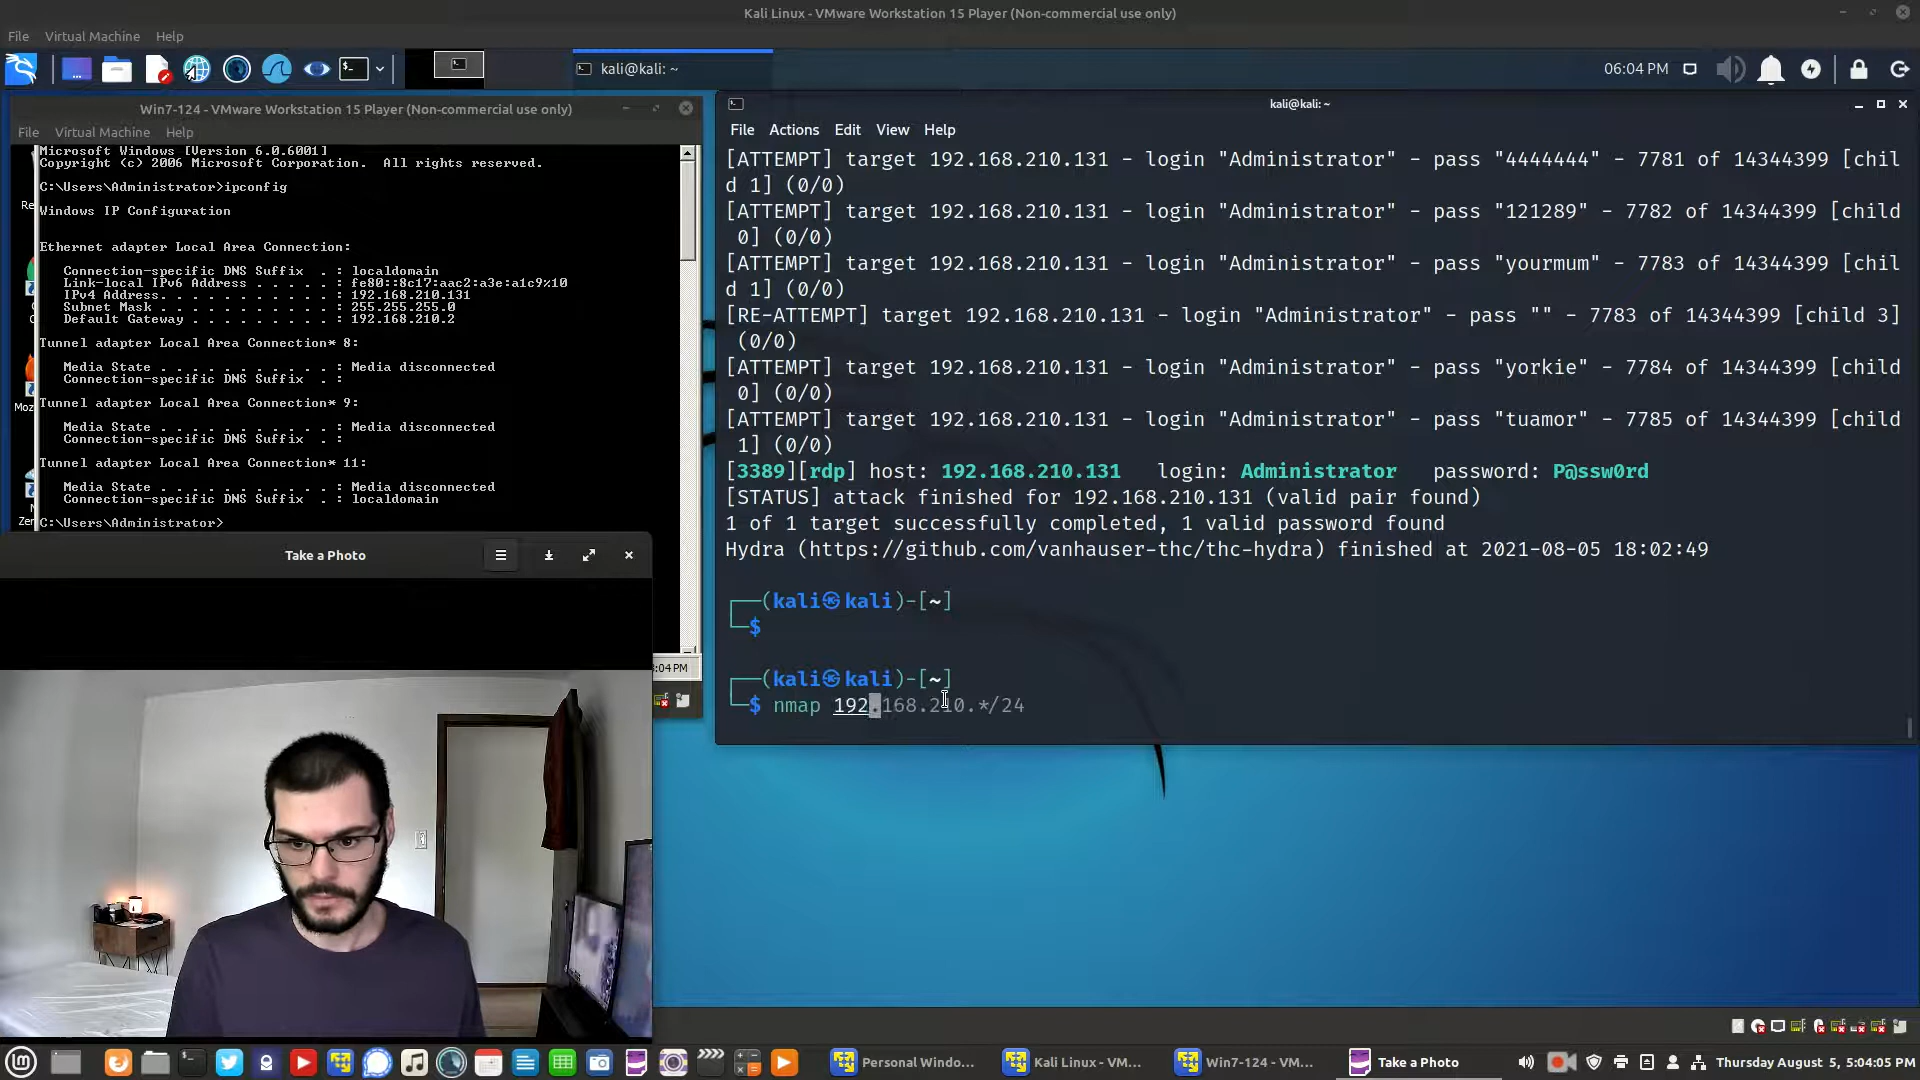 Kali Linux - VMware Workstation 15 Player (Non-commercial use only)
File Virtual Machine Help
kali@kali: ~
06:04 PM
Win7-124 - VMware Workstation 15 Player (Non-commercial use only)
File Virtual Machine Help
Microsoft Windows [Version 6.0.6001]
Copyright (c) 2006 Microsoft Corporation. All rights reserved.
C:\Users\Administrator>ipconfig
Windows IP Configuration
Ethernet adapter Local Area Connection:
Connection-specific DNS Suffix . : localdomain
Link-local IPv6 Address . . . . . : fe80::8c17:aac2:a3e:a1c9%10
IPv4 Address. . . . . . . . . . . : 192.168.210.131
Subnet Mask . . . . . . . . . . . : 255.255.255.0
Default Gateway . . . . . . . . . : 192.168.210.2
Tunnel adapter Local Area Connection* 8:
Media State . . . . . . . . . . . : Media disconnected
Connection-specific DNS Suffix . :
Tunnel adapter Local Area Connection* 9:
Media State . . . . . . . . . . . : Media disconnected
Connection-specific DNS Suffix . :
Tunnel adapter Local Area Connection* 11:
Media State . . . . . . . . . . . : Media disconnected
Connection-specific DNS Suffix . : localdomain
C:\Users\Administrator>
Re
Moz
Zen
:04 PM
kali@kali: ~
File Actions Edit View Help
[ATTEMPT] target 192.168.210.131 - login "Administrator" - pass "4444444" - 7781 of 14344399 [chil
d 1] (0/0)
[ATTEMPT] target 192.168.210.131 - login "Administrator" - pass "121289" - 7782 of 14344399 [child
0] (0/0)
[ATTEMPT] target 192.168.210.131 - login "Administrator" - pass "yourmum" - 7783 of 14344399 [chil
d 1] (0/0)
[RE-ATTEMPT] target 192.168.210.131 - login "Administrator" - pass "" - 7783 of 14344399 [child 3]
(0/0)
[ATTEMPT] target 192.168.210.131 - login "Administrator" - pass "yorkie" - 7784 of 14344399 [child
0] (0/0)
[ATTEMPT] target 192.168.210.131 - login "Administrator" - pass "tuamor" - 7785 of 14344399 [child
1] (0/0)
[3389][rdp] host: 192.168.210.131 login: Administrator password: P@ssw0rd
[STATUS] attack finished for 192.168.210.131 (valid pair found)
1 of 1 target successfully completed, 1 valid password found
Hydra (https://github.com/vanhauser-thc/thc-hydra) finished at 2021-08-05 18:02:49
┌──(kali㉿kali)-[~]
└─$
┌──(kali㉿kali)-[~]
└─$ nmap 192.168.210.*/24
Take a Photo
Personal Windo...
Kali Linux - VM...
Win7-124 - VM...
Take a Photo
Thursday August 5, 5:04:05 PM